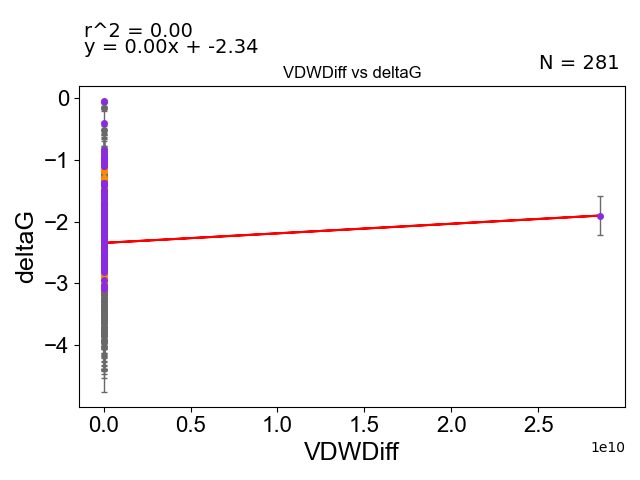 r^2 = 0.00
y = 0.00x + -2.34
N = 281
VDWDiff vs deltaG
0
−1
−2
−3
−4
deltaG
0.0 0.5 1.0 1.5 2.0 2.5
1e10
VDWDiff